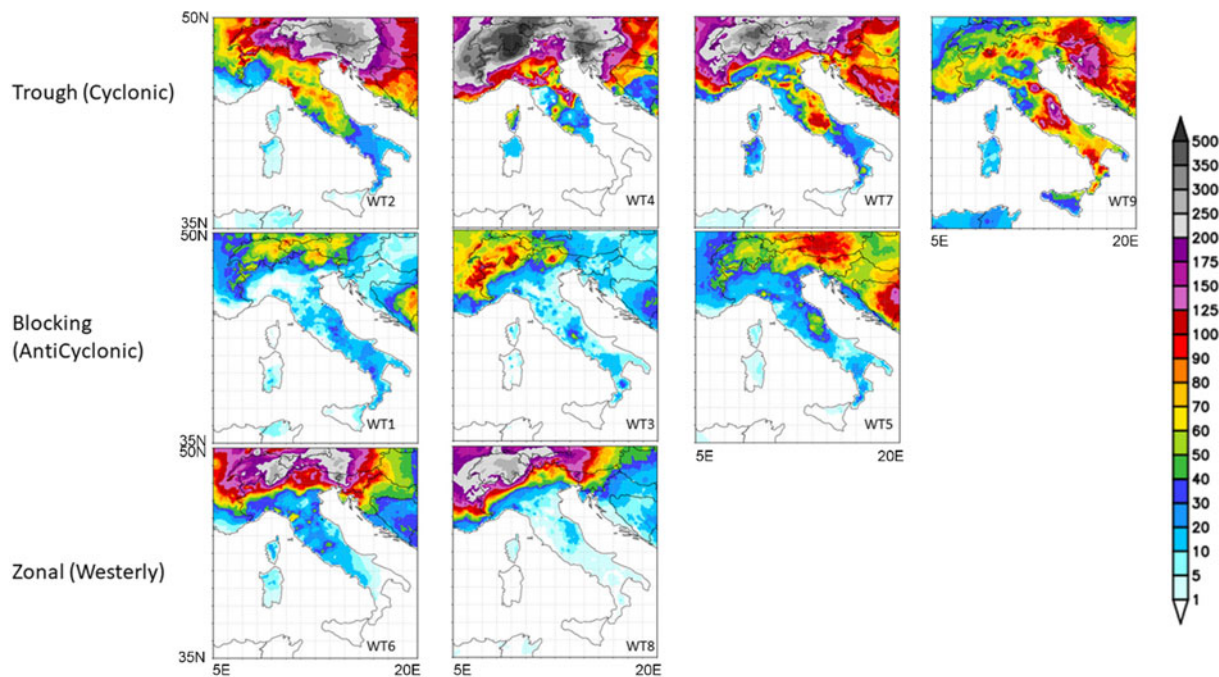 50N
Trough (Cyclonic)
WT2
WT4
WT7
WT9
35N
5E
20E
50N
Blocking
(AntiCyclonic)
WT1
WT3
WT5
35N
5E
20E
50N
Zonal (Westerly)
WT6
WT8
35N
5E
20E
5E
20E
500
350
300
250
200
175
150
125
100
90
80
70
60
50
40
30
20
10
5
1